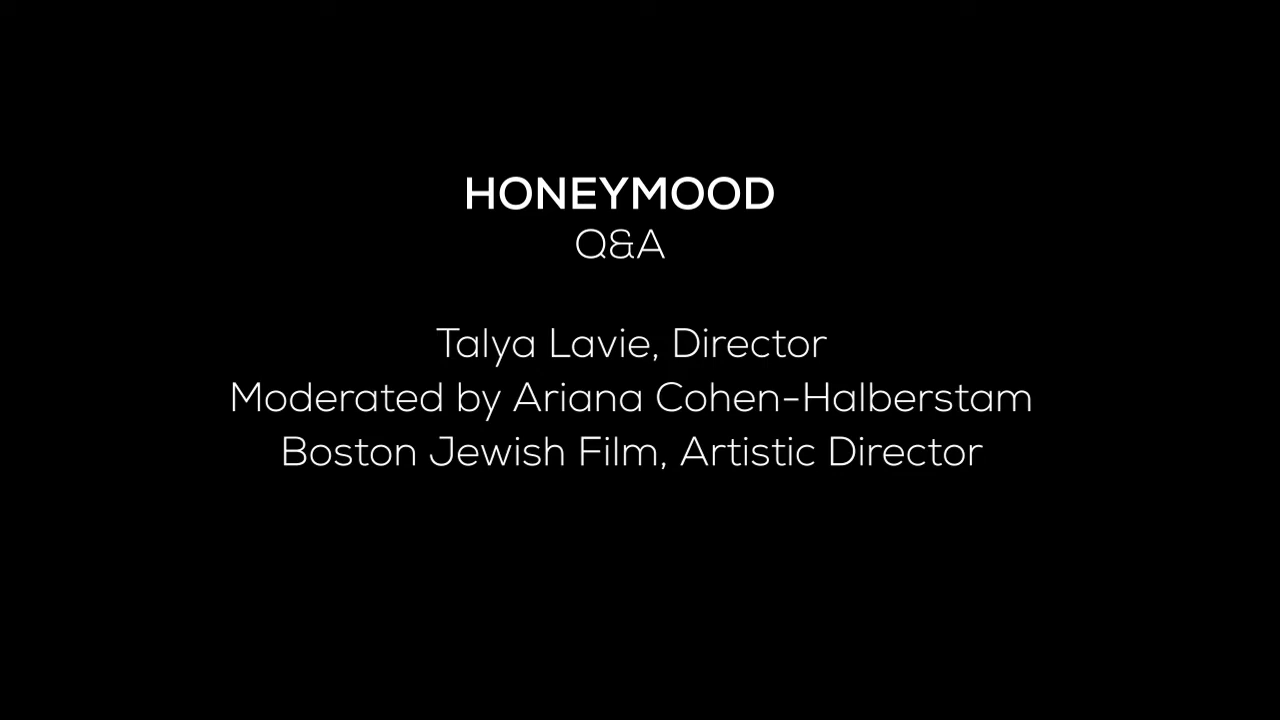 HONEYMOOD
Q&A
Talya Lavie, Director
Moderated by Ariana Cohen-Halberstam
Boston Jewish Film, Artistic Director